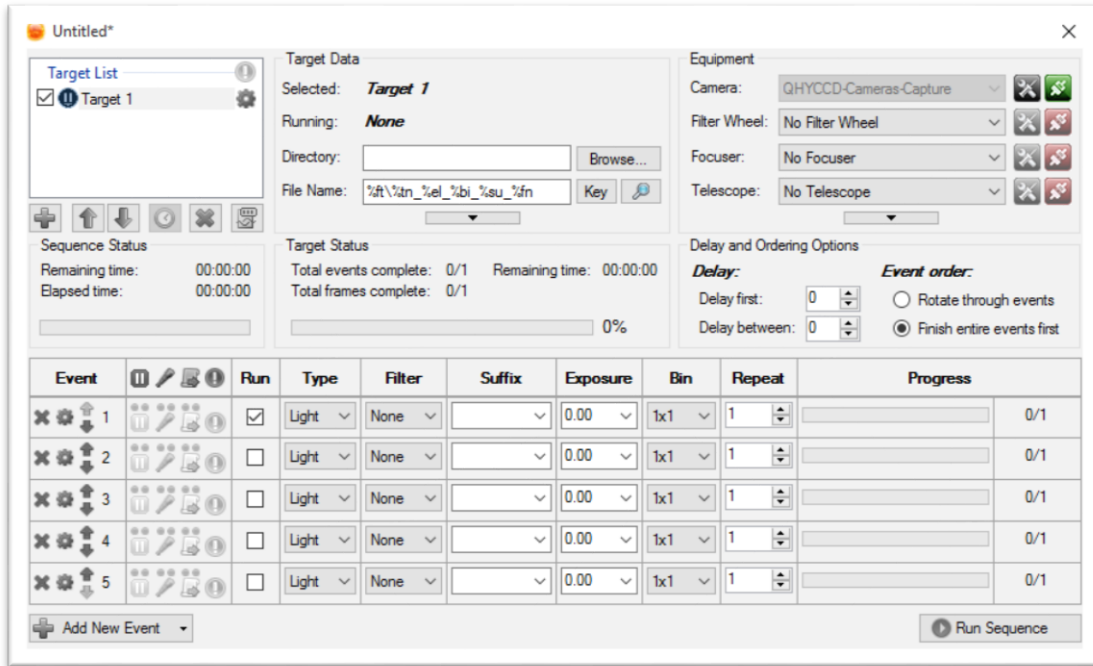 Untitled*
Target List
Target 1
Target Data
Selected: Target 1
Running: None
Directory: Browse...
File Name: %ft\%tn_%el_%bi_%su_%fn Key
Equipment
Camera: QHYCCD-Cameras-Capture
Filter Wheel: No Filter Wheel
Focuser: No Focuser
Telescope: No Telescope
Sequence Status
Remaining time: 00:00:00
Elapsed time: 00:00:00
Target Status
Total events complete: 0/1 Remaining time: 00:00:00
Total frames complete: 0/1
0%
Delay and Ordering Options
Delay: Event order:
Delay first: 0 Rotate through events
Delay between: 0 Finish entire events first
Event Run Type Filter Suffix Exposure Bin Repeat Progress
1 Light None 0.00 1x1 1 0/1
2 Light None 0.00 1x1 1 0/1
3 Light None 0.00 1x1 1 0/1
4 Light None 0.00 1x1 1 0/1
5 Light None 0.00 1x1 1 0/1
Add New Event Run Sequence